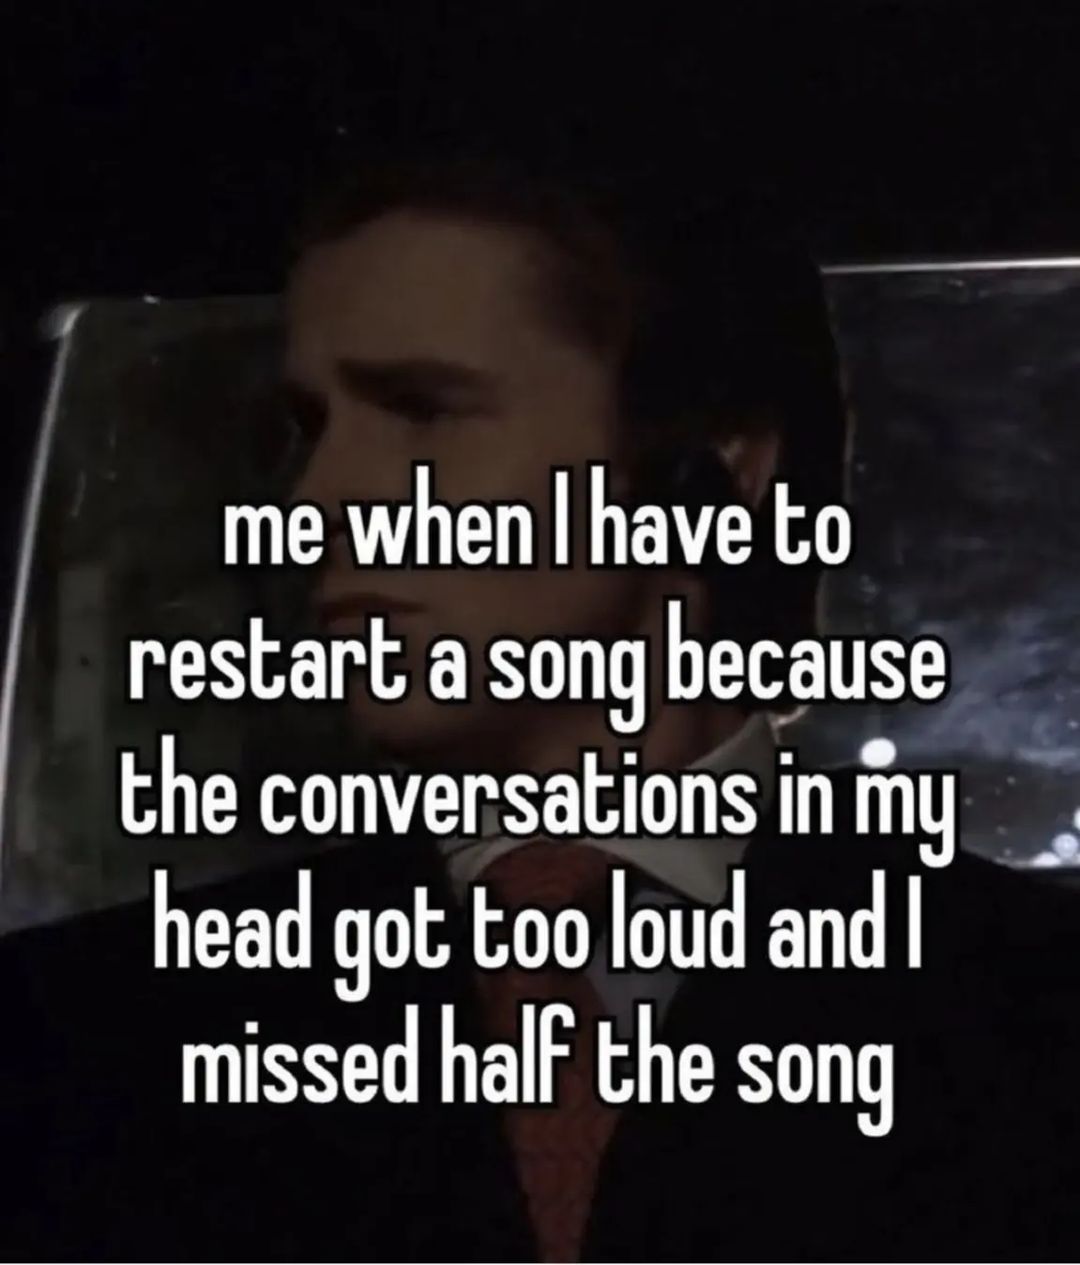 me when I have to
restart a song because
the conversations in my
head got too loud and I
missed half the song